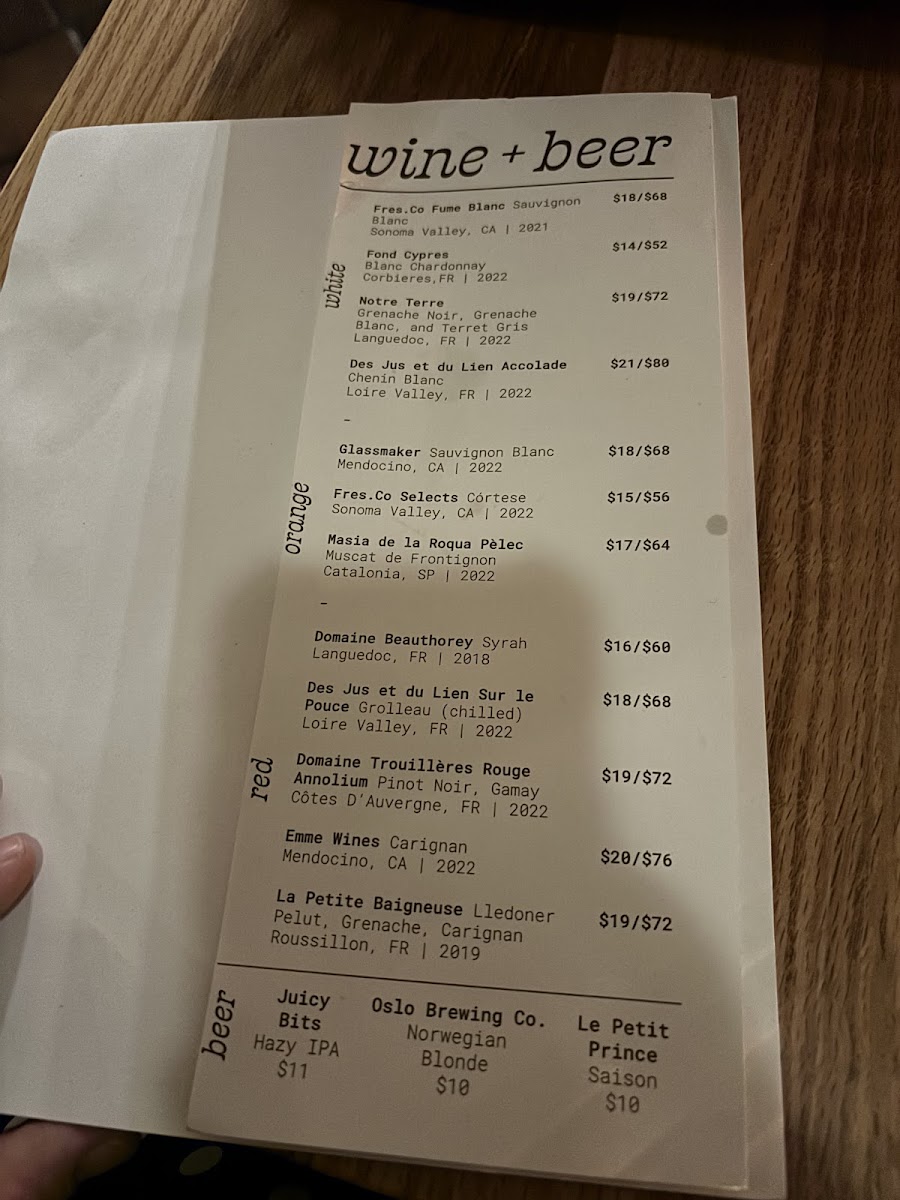 wine + beer
white
Fres.Co Fume Blanc Sauvignon $18/$68
Blanc
Sonoma Valley, CA | 2021
Fond Cypres $14/$52
Blanc Chardonnay
Corbieres,FR | 2022
Notre Terre $19/$72
Grenache Noir, Grenache
Blanc, and Terret Gris
Languedoc, FR | 2022
Des Jus et du Lien Accolade $21/$80
Chenin Blanc
Loire Valley, FR | 2022
–
orange
Glassmaker Sauvignon Blanc $18/$68
Mendocino, CA | 2022
Fres.Co Selects Córtese $15/$56
Sonoma Valley, CA | 2022
Masia de la Roqua Pèlec $17/$64
Muscat de Frontignon
Catalonia, SP | 2022
–
red
Domaine Beauthorey Syrah $16/$60
Languedoc, FR | 2018
Des Jus et du Lien Sur le $18/$68
Pouce Grolleau (chilled)
Loire Valley, FR | 2022
Domaine Trouillères Rouge $19/$72
Annolium Pinot Noir, Gamay
Côtes D'Auvergne, FR | 2022
Emme Wines Carignan $20/$76
Mendocino, CA | 2022
La Petite Baigneuse Lledoner $19/$72
Pelut, Grenache, Carignan
Roussillon, FR | 2019
beer
Juicy
Bits
Hazy IPA
$11
Oslo Brewing Co.
Norwegian
Blonde
$10
Le Petit
Prince
Saison
$10